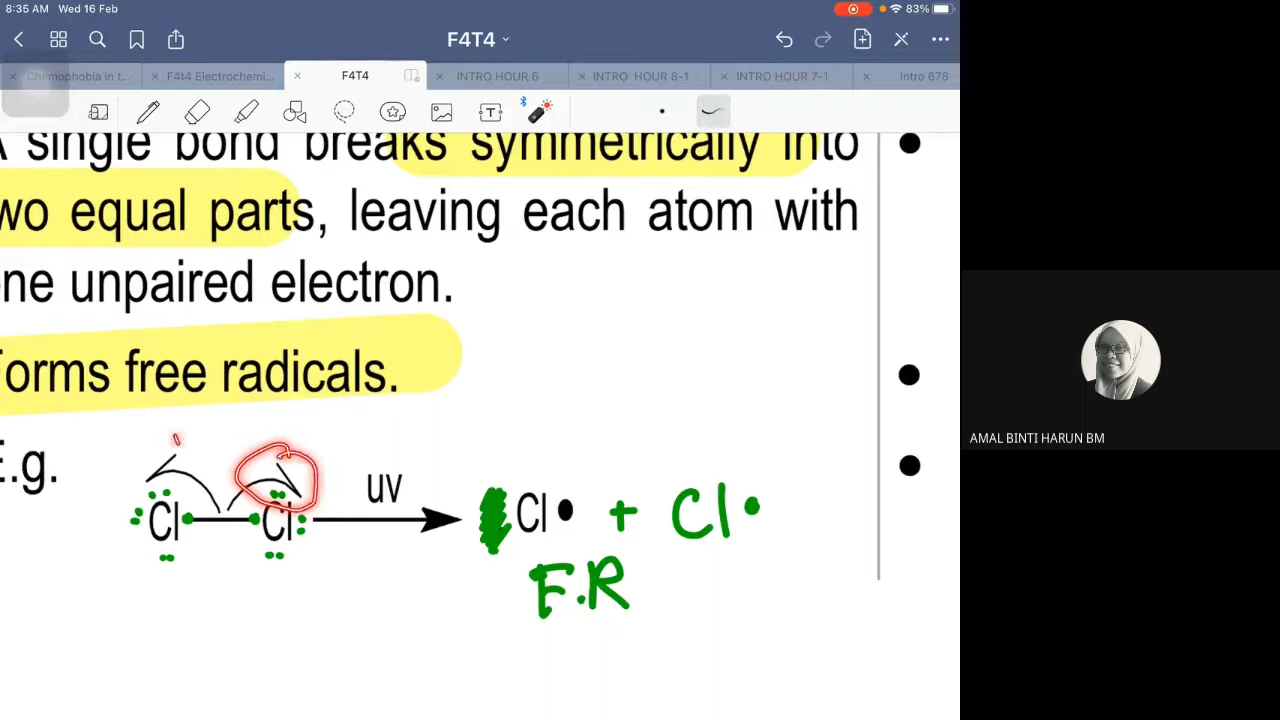 8:35 AM Wed 16 Feb
83%
F4T4
Chemophobia in t...
F4t4 Electrochemi...
F4T4
INTRO HOUR 6
INTRO HOUR 8-1
INTRO HOUR 7-1
Intro 678
A single bond breaks symmetrically into
wo equal parts, leaving each atom with
ne unpaired electron.
Forms free radicals.
E.g.
Cl Cl uv Cl• + Cl•
F.R
AMAL BINTI HARUN BM